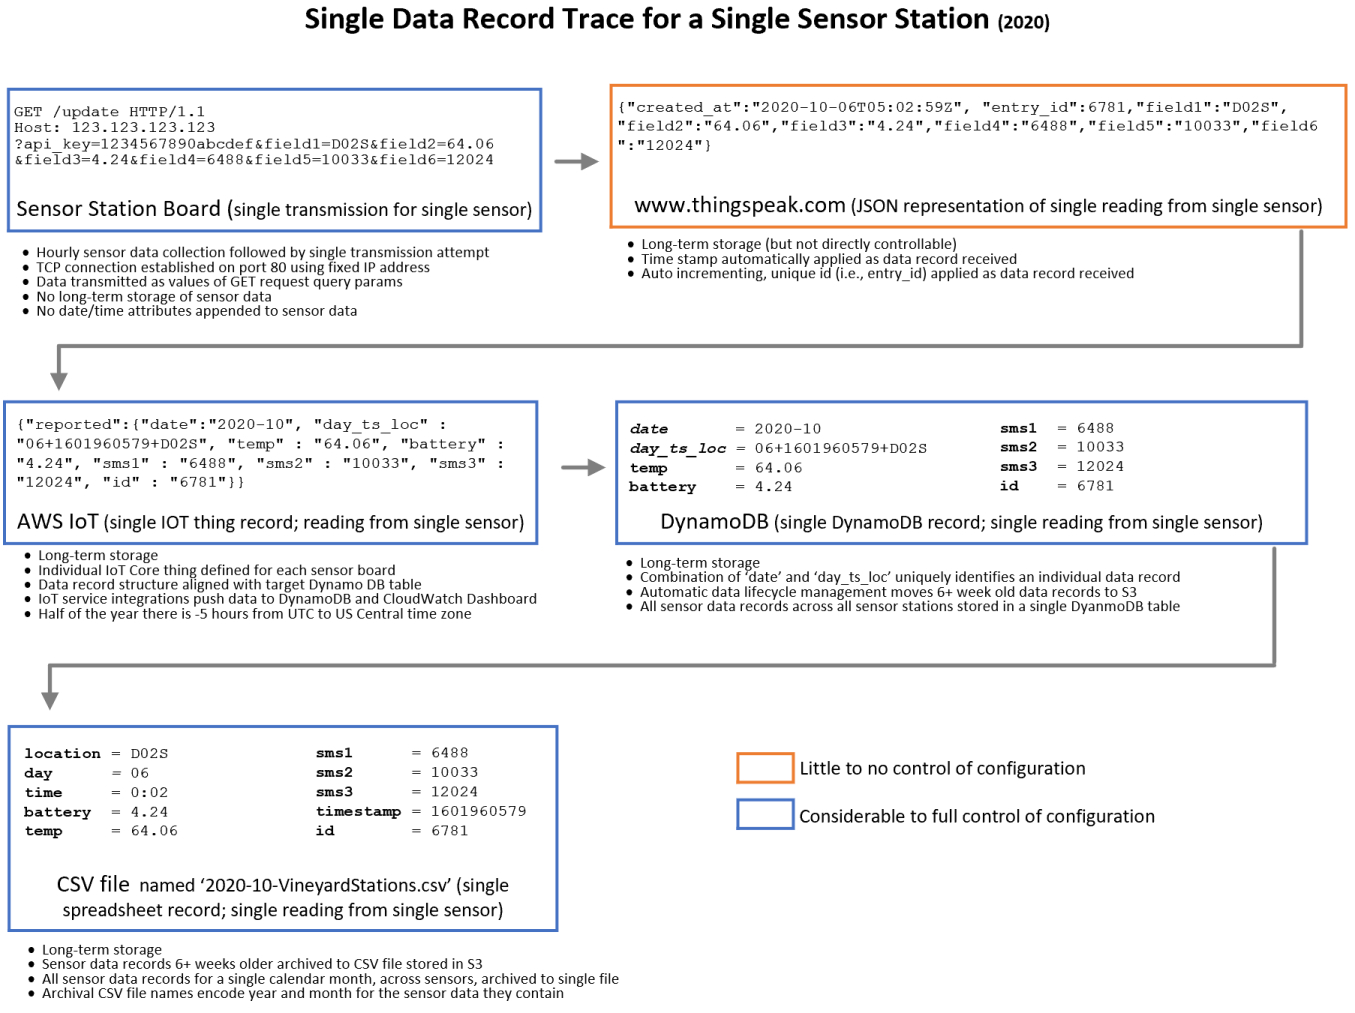 Single Data Record Trace for a Single Sensor Station (2020)
GET /update HTTP/1.1
Host: 123.123.123.123
?api_key=1234567890abcdef&field1=D02S&field2=64.06
&field3=4.24&field4=6488&field5=10033&field6=12024
Sensor Station Board (single transmission for single sensor)
• Hourly sensor data collection followed by single transmission attempt
• TCP connection established on port 80 using fixed IP address
• Data transmitted as values of GET request query params
• No long-term storage of sensor data
• No date/time attributes appended to sensor data
{"created_at":"2020-10-06T05:02:59Z", "entry_id":6781,"field1":"D02S",
"field2":"64.06","field3":"4.24","field4":"6488","field5":"10033","field6
":"12024"}
www.thingspeak.com (JSON representation of single reading from single sensor)
• Long-term storage (but not directly controllable)
• Time stamp automatically applied as data record received
• Auto incrementing, unique id (i.e., entry_id) applied as data record received
{"reported":{"date":"2020-10", "day_ts_loc" :
"06+1601960579+D02S", "temp" : "64.06", "battery" :
"4.24", "sms1" : "6488", "sms2" : "10033", "sms3" :
"12024", "id" : "6781"}}
AWS IoT (single IOT thing record; reading from single sensor)
• Long-term storage
• Individual IoT Core thing defined for each sensor board
• Data record structure aligned with target Dynamo DB table
• IoT service integrations push data to DynamoDB and CloudWatch Dashboard
• Half of the year there is -5 hours from UTC to US Central time zone
date = 2020-10 sms1 = 6488
day_ts_loc = 06+1601960579+D02S sms2 = 10033
temp = 64.06 sms3 = 12024
battery = 4.24 id = 6781
DynamoDB (single DynamoDB record; single reading from single sensor)
• Long-term storage
• Combination of ‘date’ and ‘day_ts_loc’ uniquely identifies an individual data record
• Automatic data lifecycle management moves 6+ week old data records to S3
• All sensor data records across all sensor stations stored in a single DyanmoDB table
location = D02S sms1 = 6488
day = 06 sms2 = 10033
time = 0:02 sms3 = 12024
battery = 4.24 timestamp = 1601960579
temp = 64.06 id = 6781
CSV file named ‘2020-10-VineyardStations.csv’ (single
spreadsheet record; single reading from single sensor)
• Long-term storage
• Sensor data records 6+ weeks older archived to CSV file stored in S3
• All sensor data records for a single calendar month, across sensors, archived to single file
• Archival CSV file names encode year and month for the sensor data they contain
Little to no control of configuration
Considerable to full control of configuration